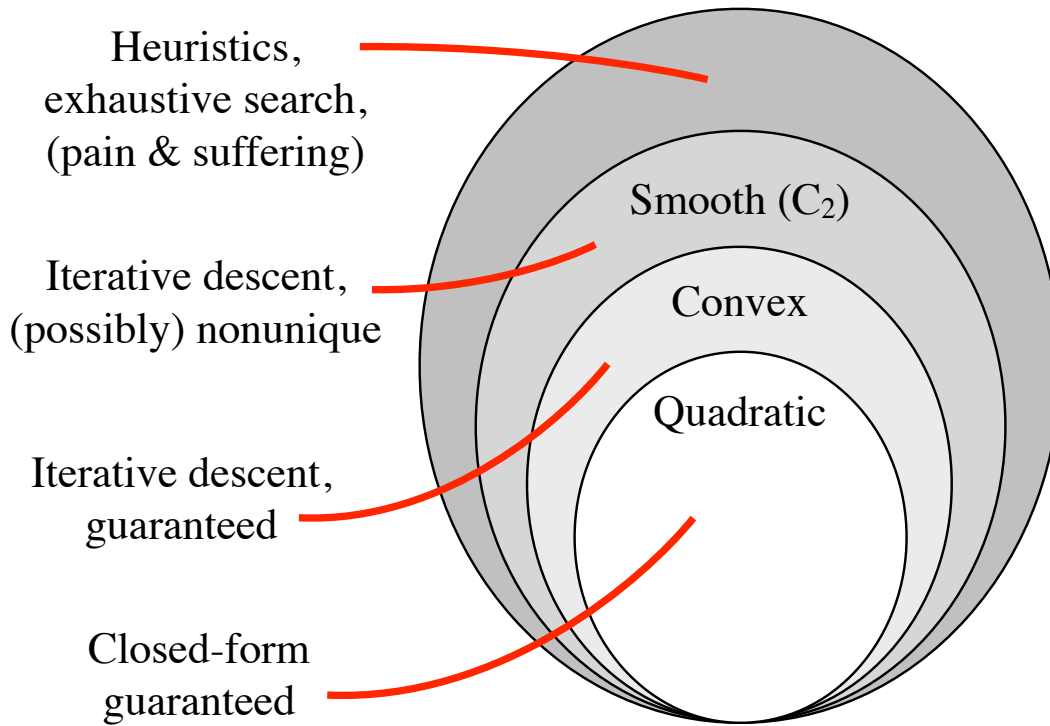 Heuristics,
exhaustive search,
(pain & suffering)
Smooth (C₂)
Iterative descent,
(possibly) nonunique
Convex
Quadratic
Iterative descent,
guaranteed
Closed-form
guaranteed